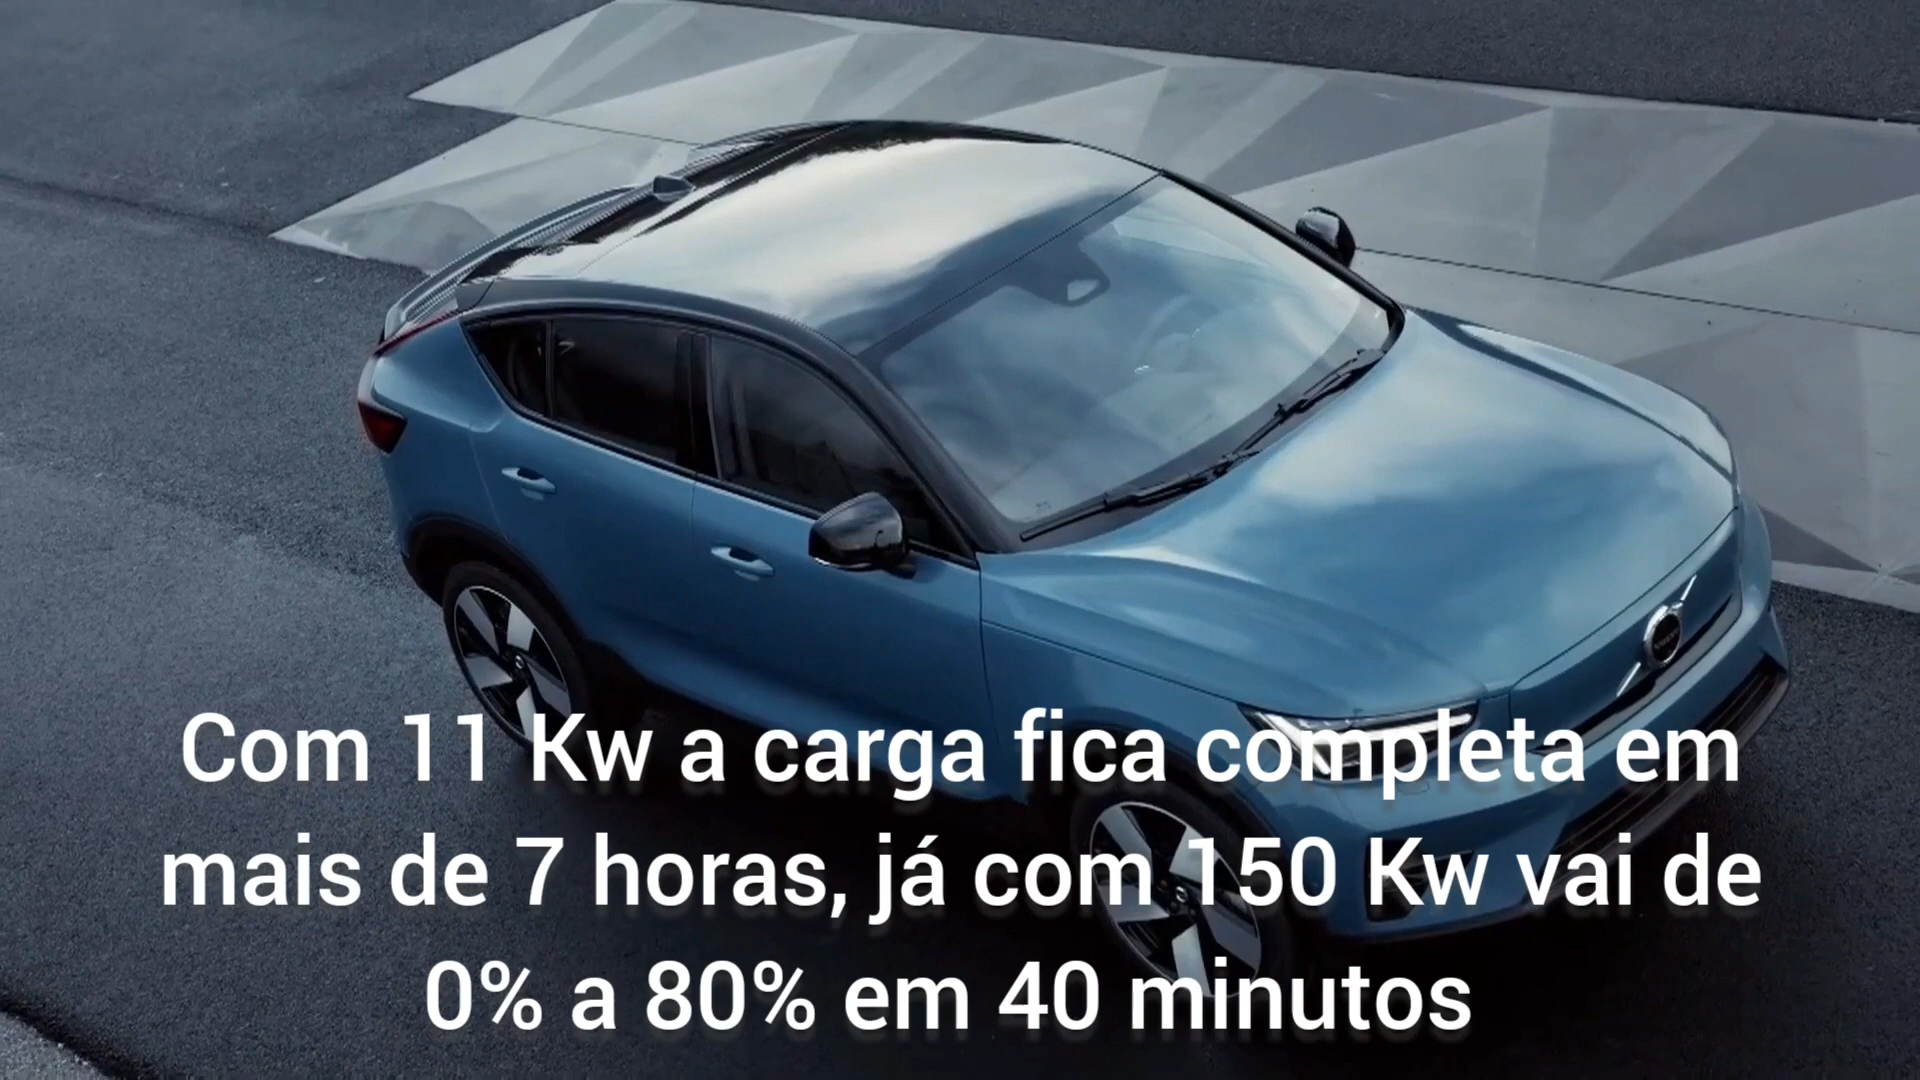 Com 11 Kw a carga fica completa em
mais de 7 horas, já com 150 Kw vai de
0% a 80% em 40 minutos